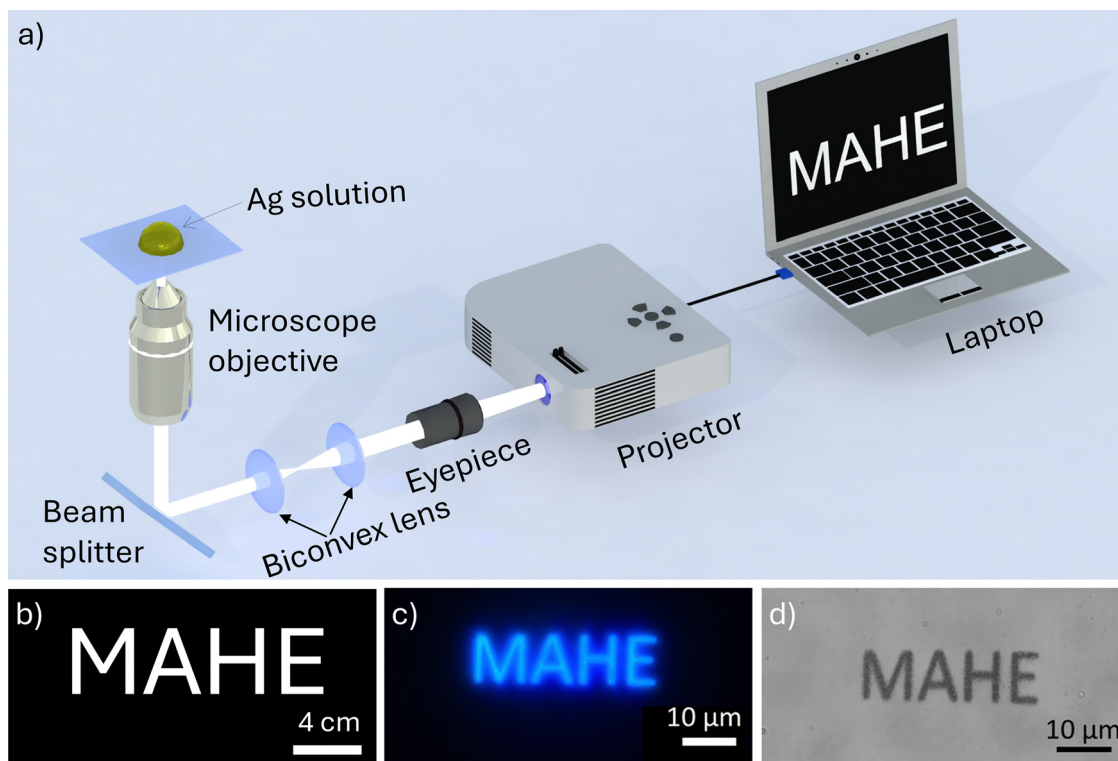 a)
MAHE
Ag solution
Microscope
objective
Laptop
Projector
Eyepiece
Biconvex lens
Beam
splitter
b)
MAHE
4 cm
c)
MAHE
10 μm
d)
MAHE
10 μm